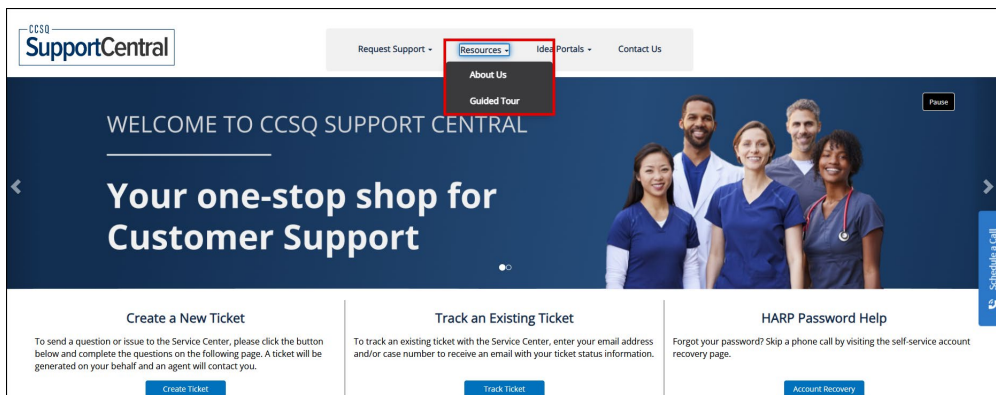 CCSQ
SupportCentral
Request Support
Resources
Idea Portals
Contact Us
About Us
Guided Tour
Pause
WELCOME TO CCSQ SUPPORT CENTRAL
Your one-stop shop for
Customer Support
Schedule a Call
Create a New Ticket
To send a question or issue to the Service Center, please click the button
below and complete the questions on the following page. A ticket will be
generated on your behalf and an agent will contact you.
Create Ticket
Track an Existing Ticket
To track an existing ticket with the Service Center, enter your email address
and/or case number to receive an email with your ticket status information.
Track Ticket
HARP Password Help
Forgot your password? Skip a phone call by visiting the self-service account
recovery page.
Account Recovery